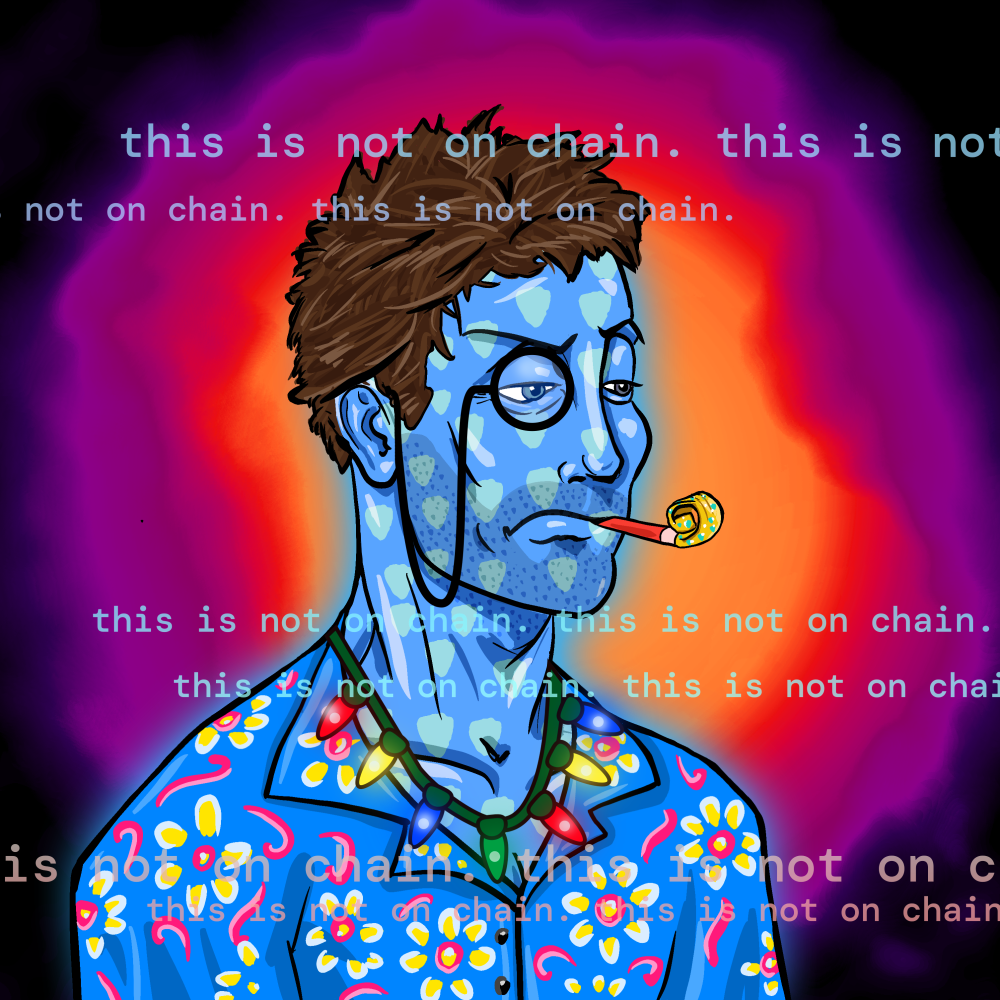 this is not on chain. this is not
not on chain. this is not on chain.
this is not on chain. this is not on chain.
this is not on chain. this is not on chai
is not on chain. this is not on c
this is not on chain. this is not on chain